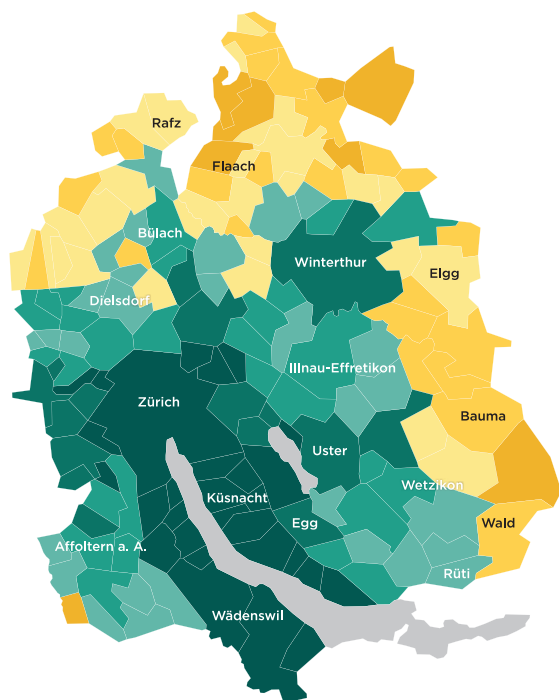 Rafz
Flaach
Bülach
Winterthur
Elgg
Dielsdorf
Illnau-Effretikon
Zürich
Bauma
Uster
Wetzikon
Küsnacht
Egg
Wald
Affoltern a. A.
Rüti
Wädenswil